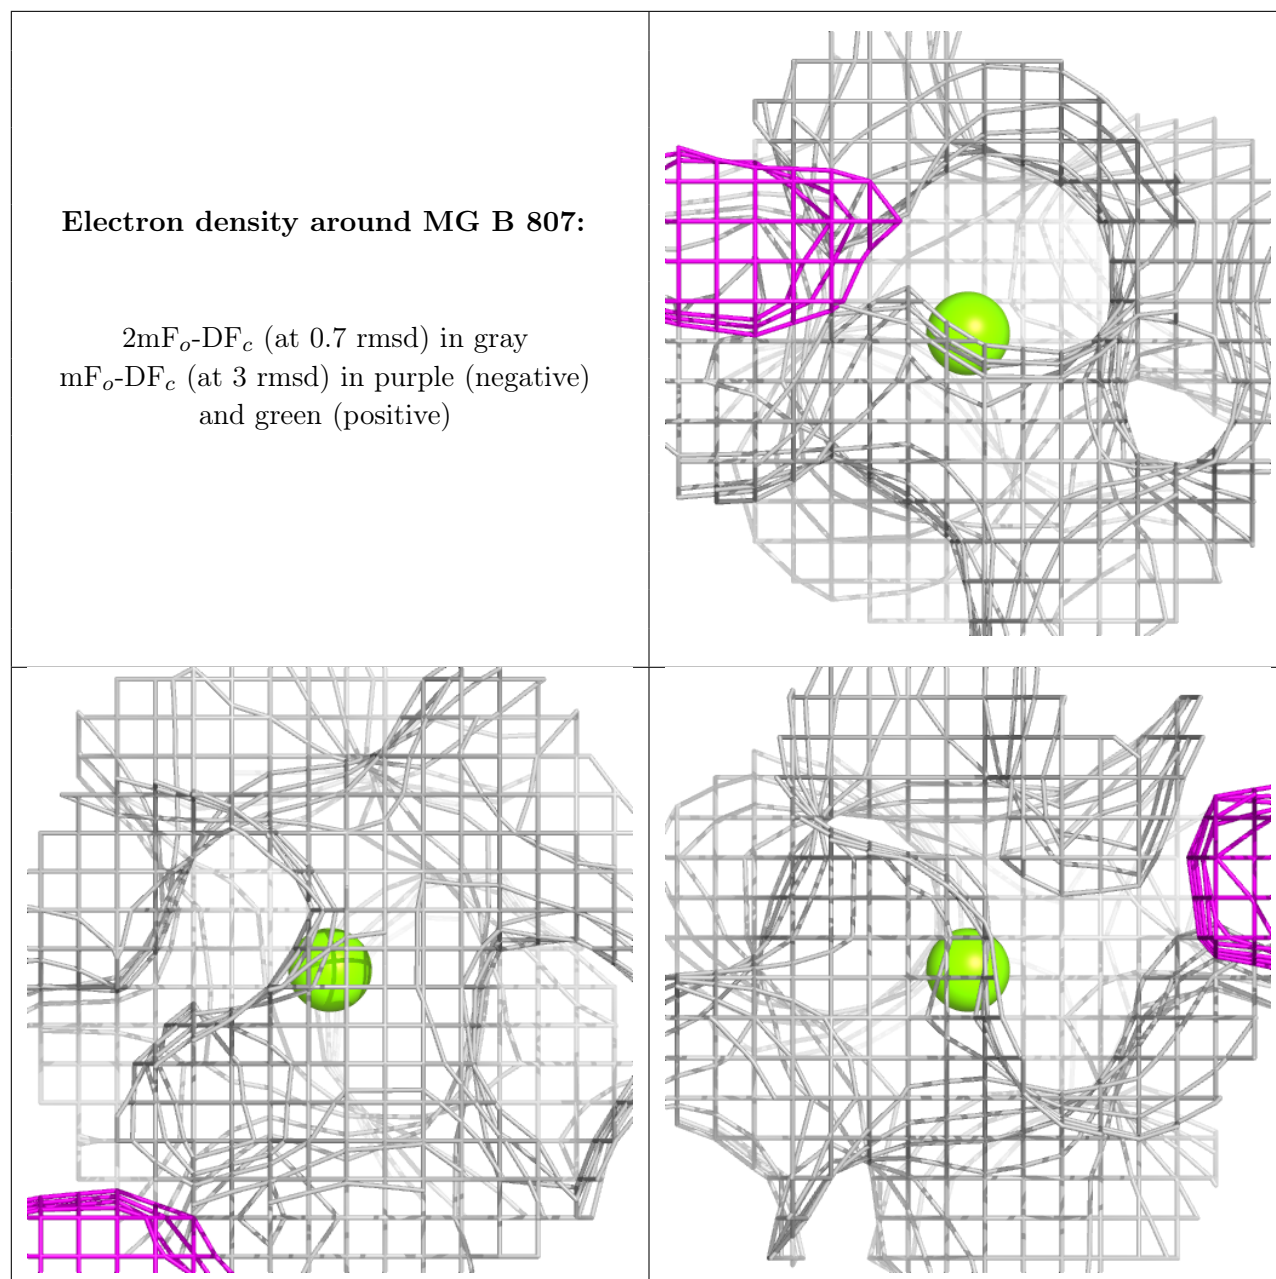 Electron density around MG B 807:
2mFo-DFc (at 0.7 rmsd) in gray
mFo-DFc (at 3 rmsd) in purple (negative)
and green (positive)